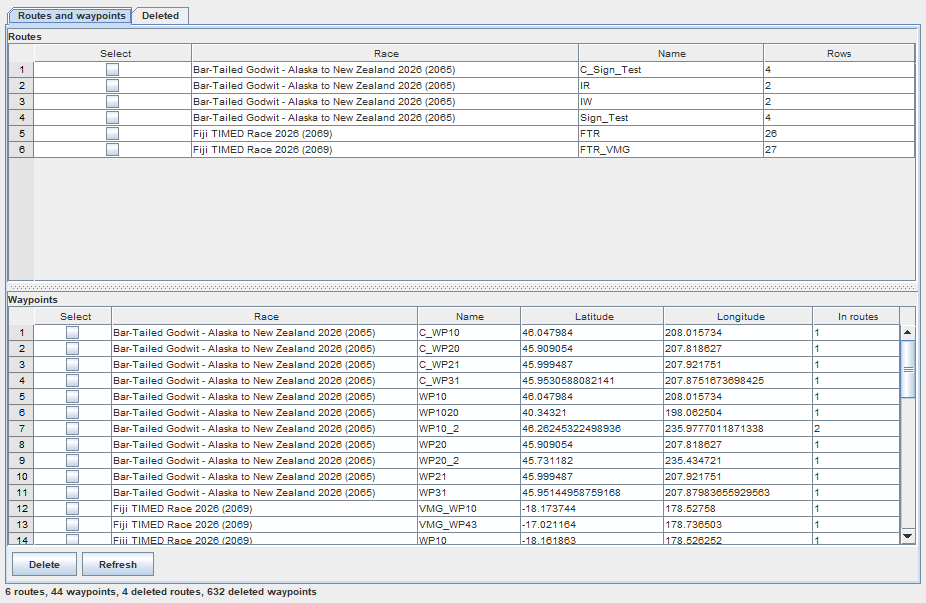 Routes and waypoints Deleted
Routes
Select Race Name Rows
1 Bar-Tailed Godwit - Alaska to New Zealand 2026 (2065) C_Sign_Test 4
2 Bar-Tailed Godwit - Alaska to New Zealand 2026 (2065) IR 2
3 Bar-Tailed Godwit - Alaska to New Zealand 2026 (2065) IW 2
4 Bar-Tailed Godwit - Alaska to New Zealand 2026 (2065) Sign_Test 4
5 Fiji TIMED Race 2026 (2069) FTR 26
6 Fiji TIMED Race 2026 (2069) FTR_VMG 27
Waypoints
Select Race Name Latitude Longitude In routes
1 Bar-Tailed Godwit - Alaska to New Zealand 2026 (2065) C_WP10 46.047984 208.015734 1
2 Bar-Tailed Godwit - Alaska to New Zealand 2026 (2065) C_WP20 45.909054 207.818627 1
3 Bar-Tailed Godwit - Alaska to New Zealand 2026 (2065) C_WP21 45.999487 207.921751 1
4 Bar-Tailed Godwit - Alaska to New Zealand 2026 (2065) C_WP31 45.9530588082141 207.8751673698425 1
5 Bar-Tailed Godwit - Alaska to New Zealand 2026 (2065) WP10 46.047984 208.015734 1
6 Bar-Tailed Godwit - Alaska to New Zealand 2026 (2065) WP1020 40.34321 198.062504 1
7 Bar-Tailed Godwit - Alaska to New Zealand 2026 (2065) WP10_2 46.26245322498936 235.9777011871338 2
8 Bar-Tailed Godwit - Alaska to New Zealand 2026 (2065) WP20 45.909054 207.818627 1
9 Bar-Tailed Godwit - Alaska to New Zealand 2026 (2065) WP20_2 45.731182 235.434721 1
10 Bar-Tailed Godwit - Alaska to New Zealand 2026 (2065) WP21 45.999487 207.921751 1
11 Bar-Tailed Godwit - Alaska to New Zealand 2026 (2065) WP31 45.95144958759168 207.87983655929563 1
12 Fiji TIMED Race 2026 (2069) VMG_WP10 -18.173744 178.52758 1
13 Fiji TIMED Race 2026 (2069) VMG_WP43 -17.021164 178.736503 1
14 Fiji TIMED Race 2026 (2069) WP10 -18.161863 178.526252 1
Delete Refresh
6 routes, 44 waypoints, 4 deleted routes, 632 deleted waypoints